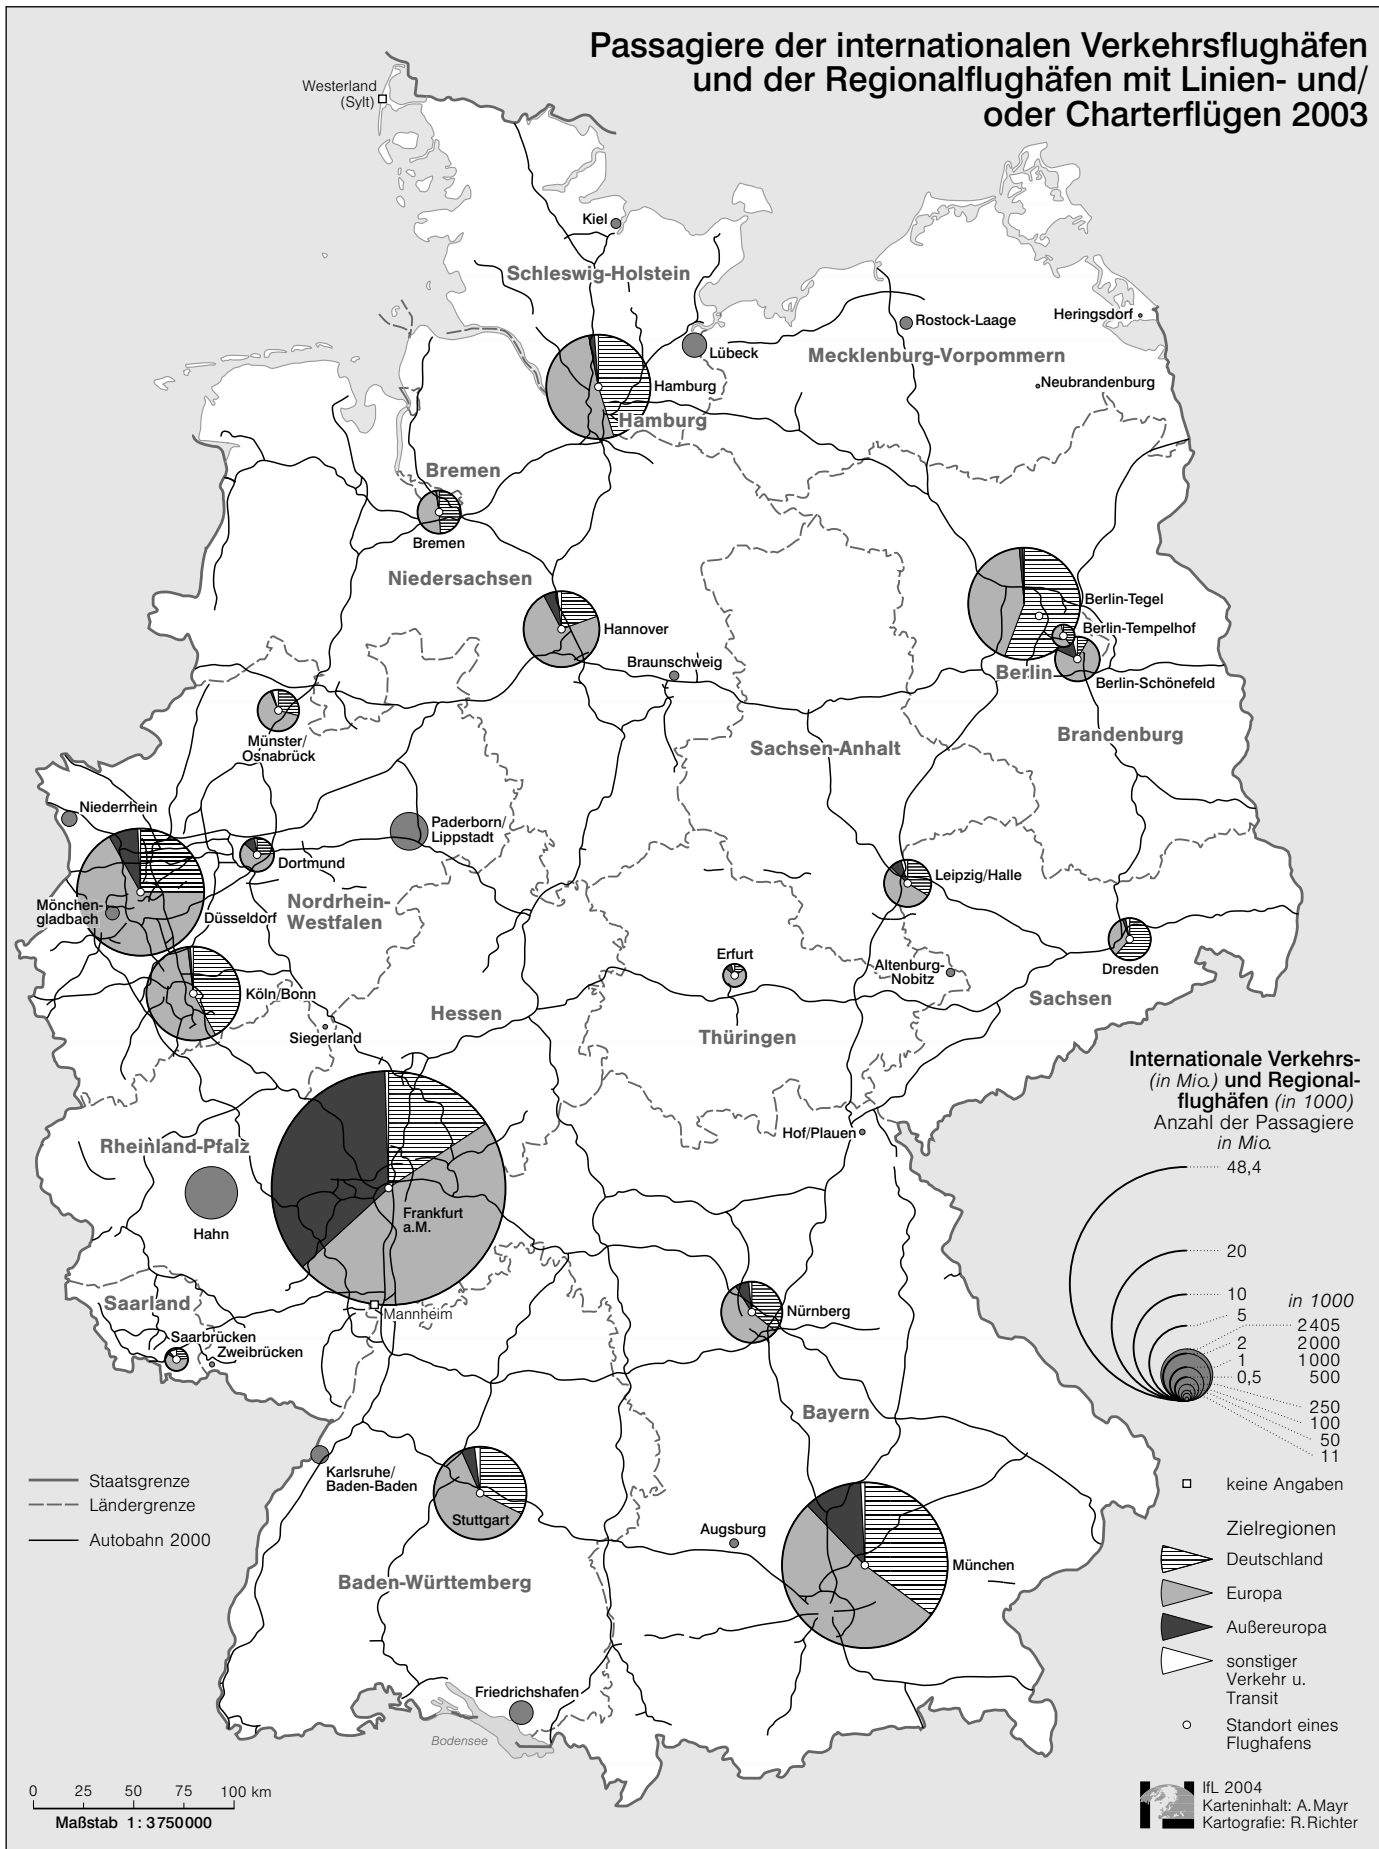 Passagiere der internationalen Verkehrsflughäfen
und der Regionalflughäfen mit Linien- und/
oder Charterflügen 2003
Westerland
(Sylt)
Kiel
Schleswig-Holstein
Rostock-Laage
Heringsdorf
Lübeck
Mecklenburg-Vorpommern
Neubrandenburg
Hamburg
Hamburg
Bremen
Bremen
Niedersachsen
Hannover
Braunschweig
Berlin-Tegel
Berlin-Tempelhof
Berlin
Berlin-Schönefeld
Brandenburg
Sachsen-Anhalt
Münster/
Osnabrück
Niederrhein
Paderborn/
Lippstadt
Dortmund
Mönchen-
gladbach
Düsseldorf
Nordrhein-
Westfalen
Leipzig/Halle
Dresden
Erfurt
Altenburg-
Nobitz
Sachsen
Köln/Bonn
Siegerland
Hessen
Thüringen
Hof/Plauen
Rheinland-Pfalz
Hahn
Frankfurt
a.M.
Saarland
Mannheim
Saarbrücken
Zweibrücken
Nürnberg
Bayern
Karlsruhe/
Baden-Baden
Stuttgart
Augsburg
München
Baden-Württemberg
Friedrichshafen
Bodensee
Internationale Verkehrs-
(in Mio.) und Regional-
flughäfen (in 1000)
Anzahl der Passagiere
in Mio.
48,4
20
10
5
2
1
0,5
in 1000
2405
2000
1000
500
250
100
50
11
keine Angaben
Zielregionen
Deutschland
Europa
Außereuropa
sonstiger
Verkehr u.
Transit
Standort eines
Flughafens
Staatsgrenze
Ländergrenze
Autobahn 2000
0 25 50 75 100 km
Maßstab 1 : 3750000
IfL 2004
Karteninhalt: A. Mayr
Kartografie: R. Richter